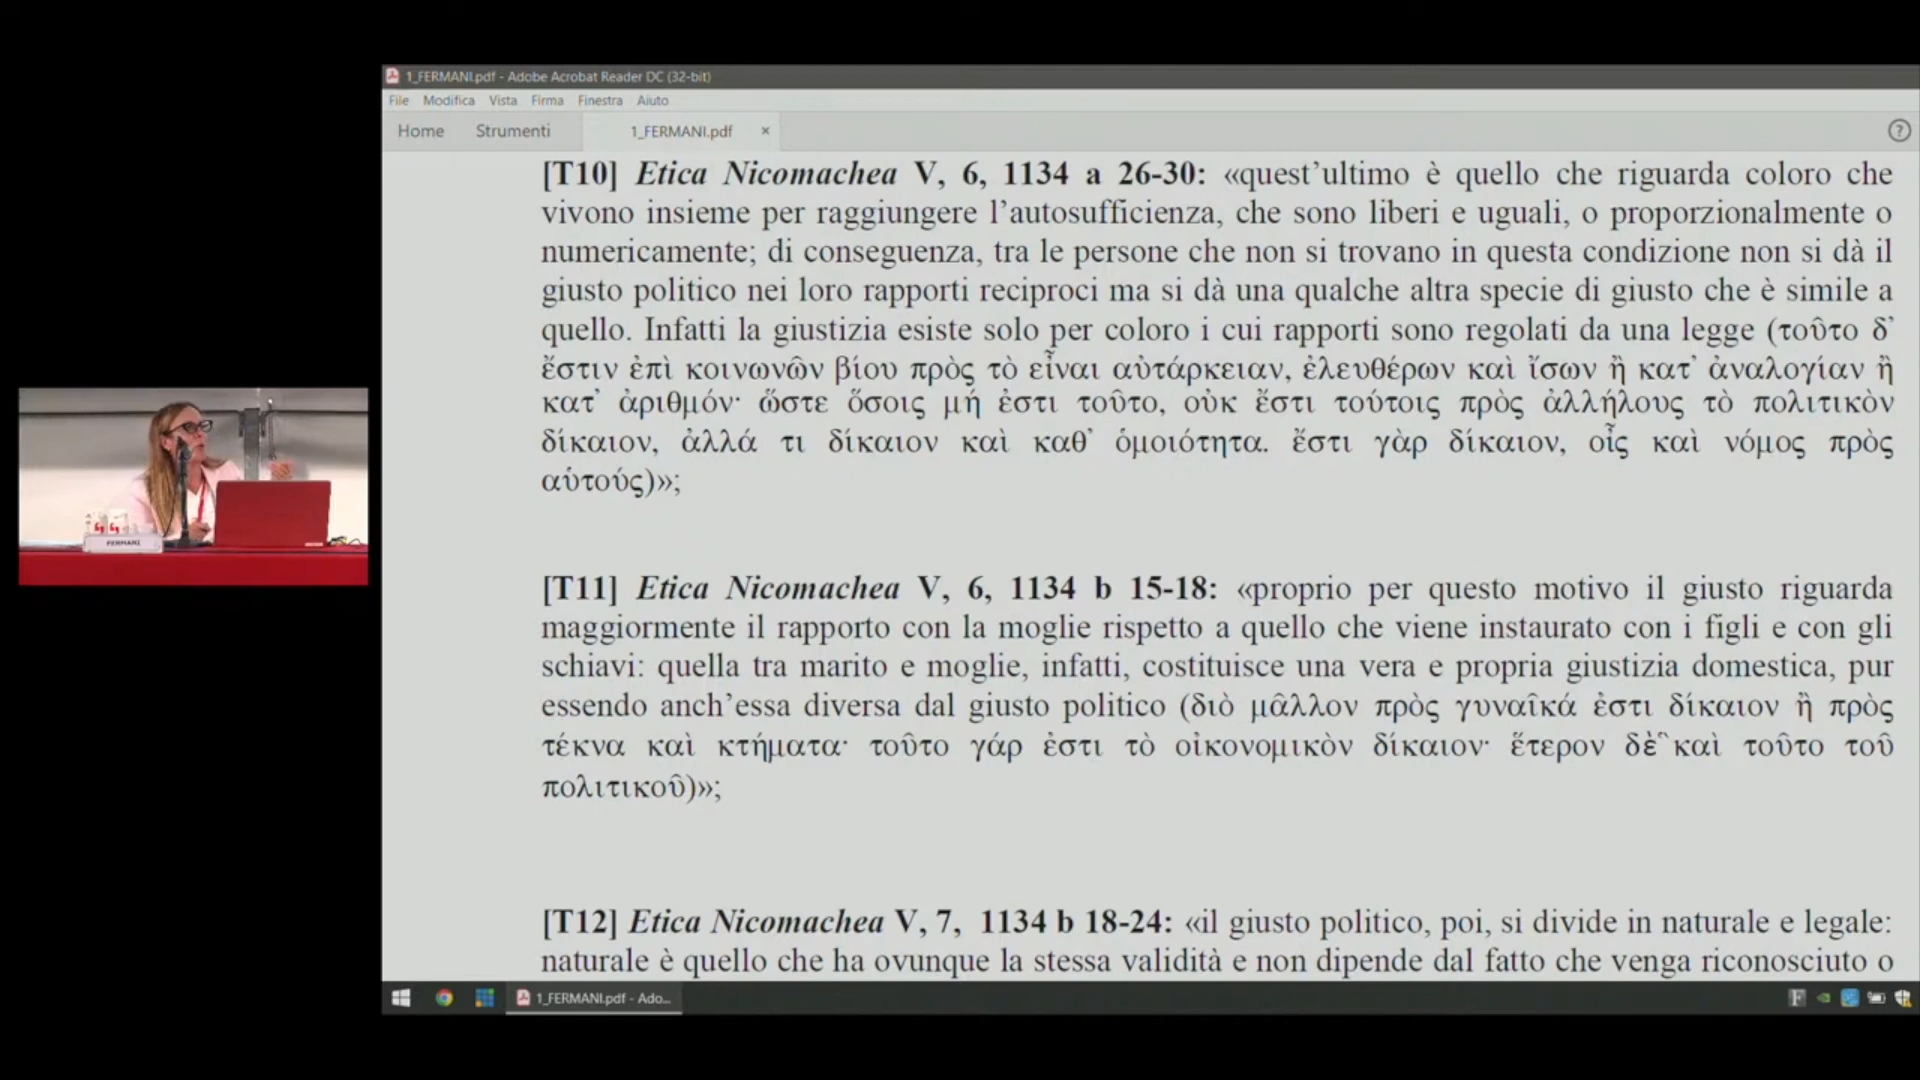 1_FERMANI.pdf - Adobe Acrobat Reader DC (32-bit)
File Modifica Vista Firma Finestra Aiuto
Home Strumenti 1_FERMANI.pdf ×
[T10] Etica Nicomachea V, 6, 1134 a 26-30: «quest’ultimo è quello che riguarda coloro che
vivono insieme per raggiungere l’autosufficienza, che sono liberi e uguali, o proporzionalmente o
numericamente; di conseguenza, tra le persone che non si trovano in questa condizione non si dà il
giusto politico nei loro rapporti reciproci ma si dà una qualche altra specie di giusto che è simile a
quello. Infatti la giustizia esiste solo per coloro i cui rapporti sono regolati da una legge (τοῦτο δ᾽
ἔστιν ἐπὶ κοινωνῶν βίου πρὸς τὸ εἶναι αὐτάρκειαν, ἐλευθέρων καὶ ἴσων ἢ κατ᾽ ἀναλογίαν ἢ
κατ᾽ ἀριθμόν· ὥστε ὅσοις μή ἐστι τοῦτο, οὐκ ἔστι τούτοις πρὸς ἀλλήλους τὸ πολιτικὸν
δίκαιον, ἀλλά τι δίκαιον καὶ καθ᾽ ὁμοιότητα. ἔστι γὰρ δίκαιον, οἷς καὶ νόμος πρὸς
αὑτούς)»;
[T11] Etica Nicomachea V, 6, 1134 b 15-18: «proprio per questo motivo il giusto riguarda
maggiormente il rapporto con la moglie rispetto a quello che viene instaurato con i figli e con gli
schiavi: quella tra marito e moglie, infatti, costituisce una vera e propria giustizia domestica, pur
essendo anch’essa diversa dal giusto politico (διὸ μᾶλλον πρὸς γυναῖκά ἐστι δίκαιον ἢ πρὸς
τέκνα καὶ κτήματα· τοῦτο γάρ ἐστι τὸ οἰκονομικὸν δίκαιον· ἕτερον δὲ καὶ τοῦτο τοῦ
πολιτικοῦ)»;
[T12] Etica Nicomachea V, 7, 1134 b 18-24: «il giusto politico, poi, si divide in naturale e legale:
naturale è quello che ha ovunque la stessa validità e non dipende dal fatto che venga riconosciuto o
1_FERMANI.pdf - Ado...
FERMANI